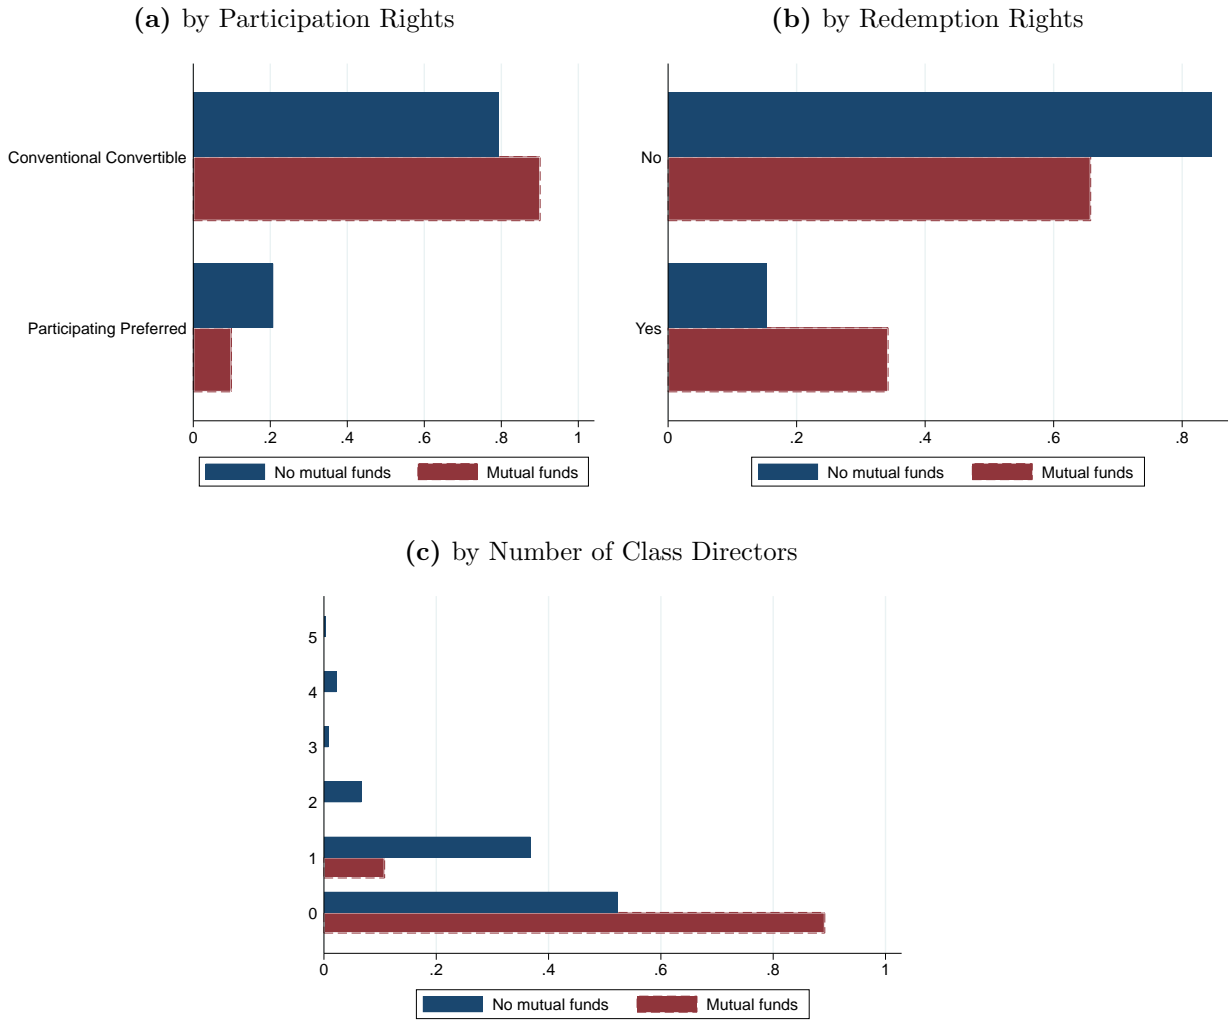 (a) by Participation Rights
Conventional Convertible
Participating Preferred
0 .2 .4 .6 .8 1
No mutual funds Mutual funds
(b) by Redemption Rights
No
Yes
0 .2 .4 .6 .8
No mutual funds Mutual funds
(c) by Number of Class Directors
5
4
3
2
1
0
0 .2 .4 .6 .8 1
No mutual funds Mutual funds